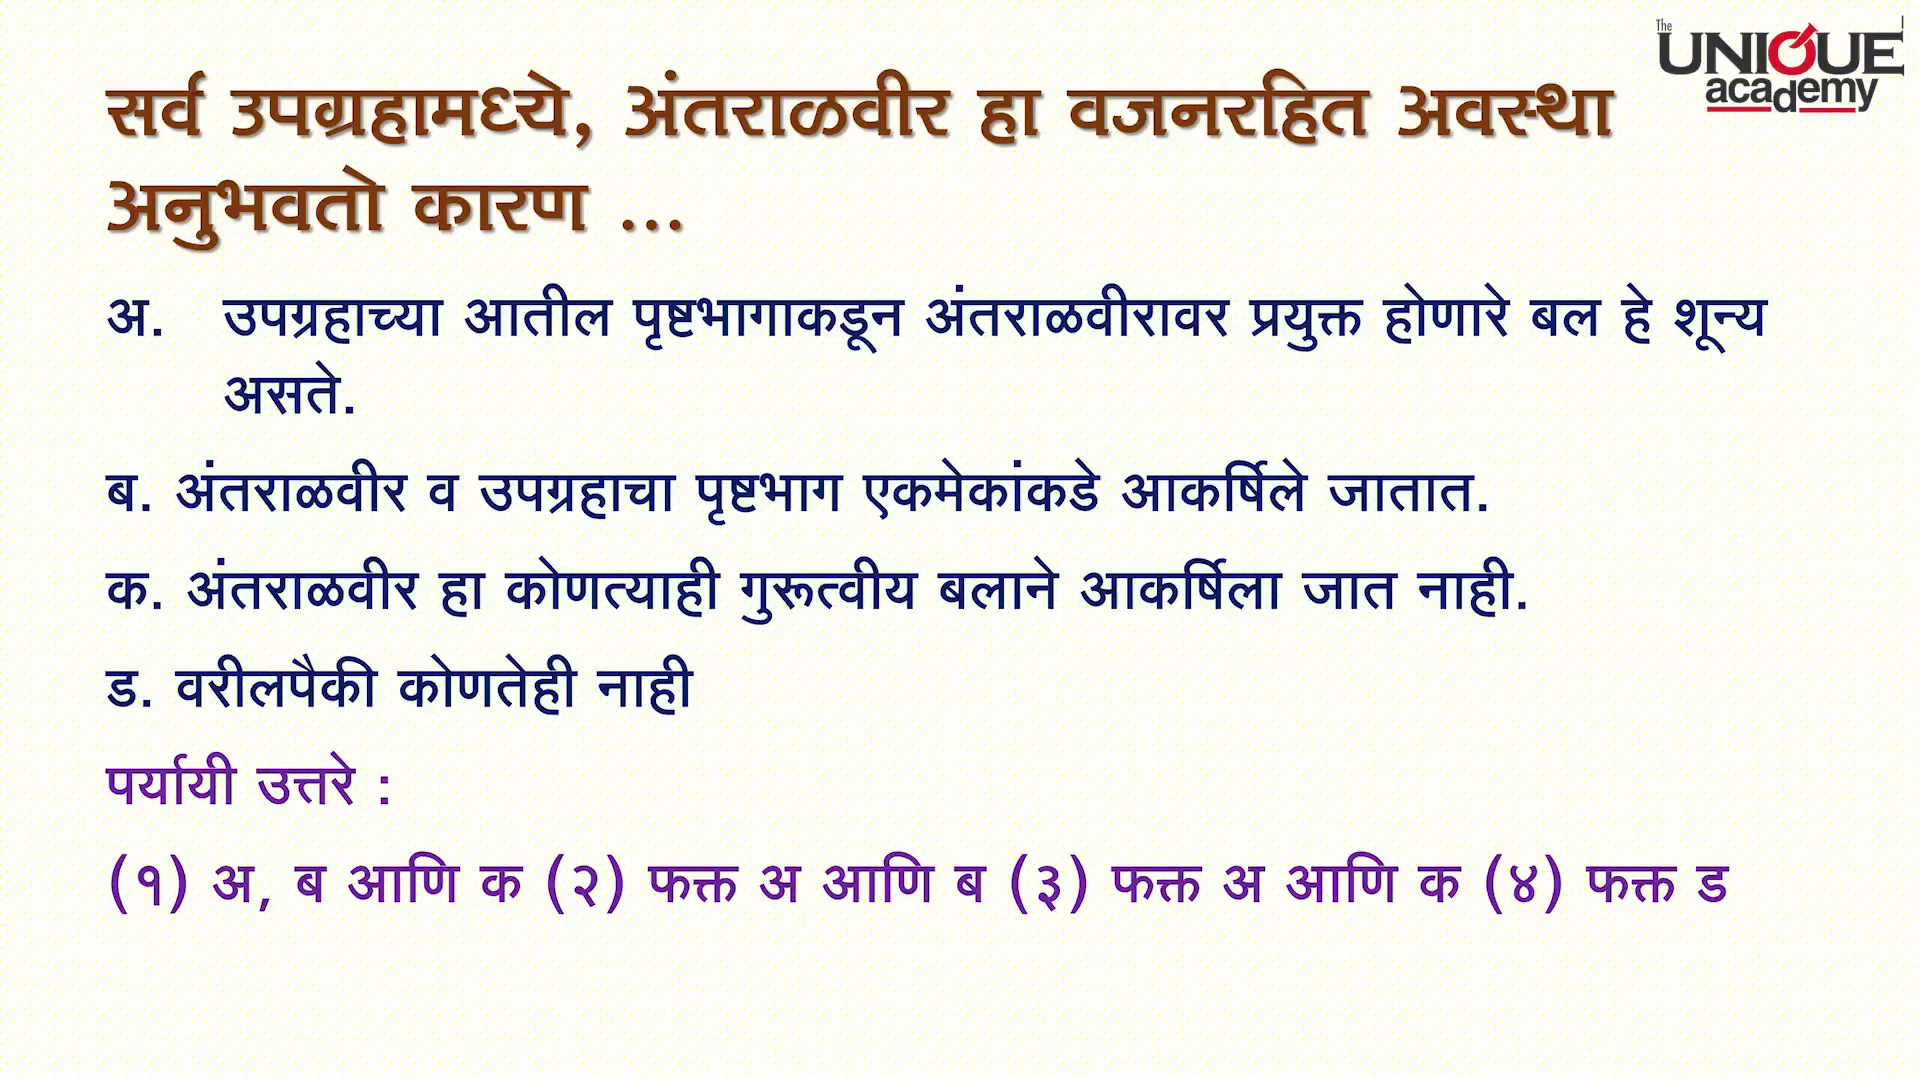 The
UNIQUE
academy
सर्व उपग्रहामध्ये, अंतराळवीर हा वजनरहित अवस्था
अनुभवतो कारण ...
अ. उपग्रहाच्या आतील पृष्टभागाकडून अंतराळवीरावर प्रयुक्त होणारे बल हे शून्य
असते.
ब. अंतराळवीर व उपग्रहाचा पृष्टभाग एकमेकांकडे आकर्षिले जातात.
क. अंतराळवीर हा कोणत्याही गुरूत्वीय बलाने आकर्षिला जात नाही.
ड. वरीलपैकी कोणतेही नाही
पर्यायी उत्तरे :
(१) अ, ब आणि क (२) फक्त अ आणि ब (३) फक्त अ आणि क (४) फक्त ड